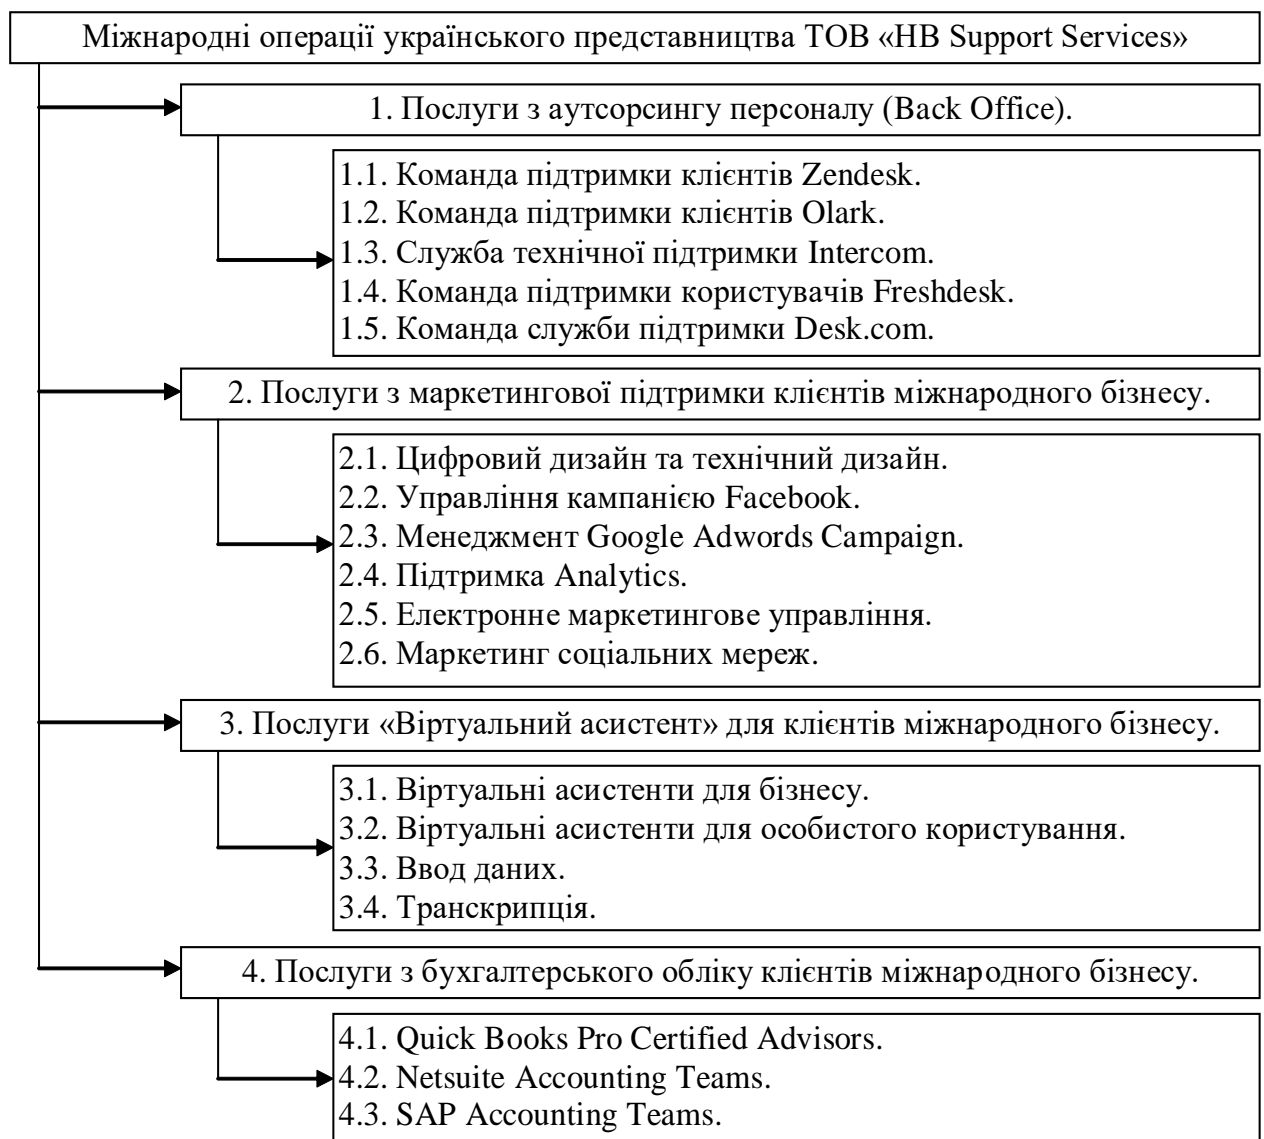 Міжнародні операції українського представництва ТОВ «HB Support Services»
1. Послуги з аутсорсингу персоналу (Back Office).
1.1. Команда підтримки клієнтів Zendesk.
1.2. Команда підтримки клієнтів Olark.
1.3. Служба технічної підтримки Intercom.
1.4. Команда підтримки користувачів Freshdesk.
1.5. Команда служби підтримки Desk.com.
2. Послуги з маркетингової підтримки клієнтів міжнародного бізнесу.
2.1. Цифровий дизайн та технічний дизайн.
2.2. Управління кампанією Facebook.
2.3. Менеджмент Google Adwords Campaign.
2.4. Підтримка Analytics.
2.5. Електронне маркетингове управління.
2.6. Маркетинг соціальних мереж.
3. Послуги «Віртуальний асистент» для клієнтів міжнародного бізнесу.
3.1. Віртуальні асистенти для бізнесу.
3.2. Віртуальні асистенти для особистого користування.
3.3. Ввод даних.
3.4. Транскрипція.
4. Послуги з бухгалтерського обліку клієнтів міжнародного бізнесу.
4.1. Quick Books Pro Certified Advisors.
4.2. Netsuite Accounting Teams.
4.3. SAP Accounting Teams.